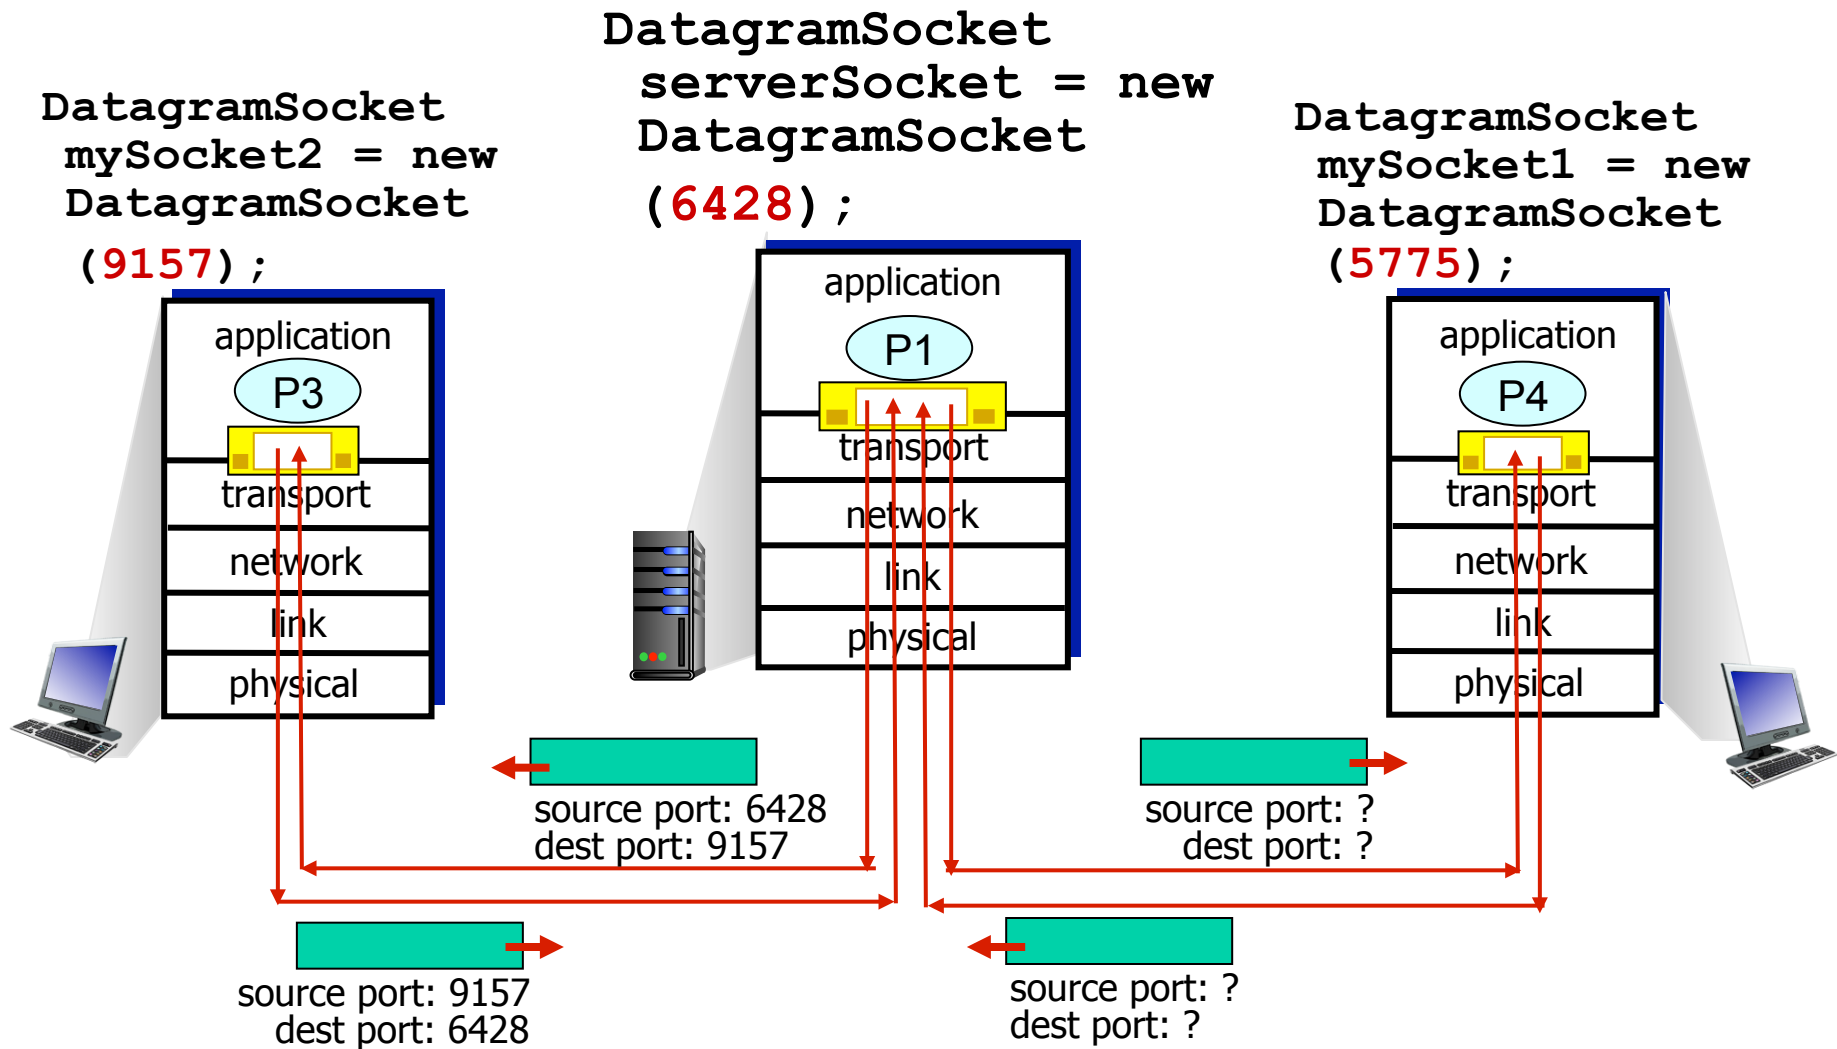 DatagramSocket
mySocket2 = new
DatagramSocket
(9157);
DatagramSocket
serverSocket = new
DatagramSocket
(6428);
DatagramSocket
mySocket1 = new
DatagramSocket
(5775);
application
P3
transport
network
link
physical
application
P1
transport
network
link
physical
application
P4
transport
network
link
physical
source port: 6428
dest port: 9157
source port: ?
dest port: ?
source port: 9157
dest port: 6428
source port: ?
dest port: ?